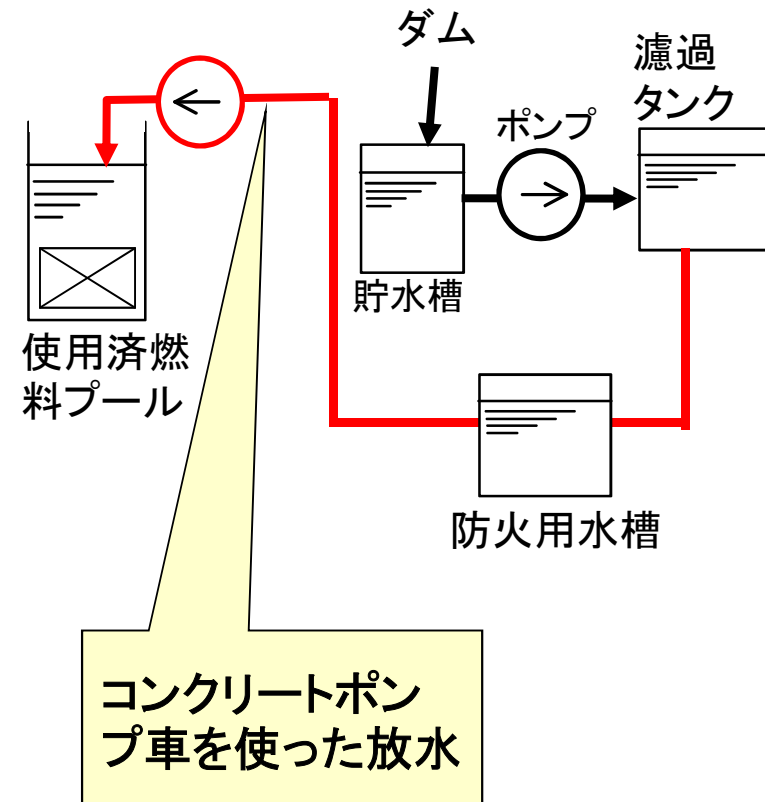 ダム
濾過
タンク
ポンプ
貯水槽
使用済燃
料プール
防火用水槽
コンクリートポン
プ車を使った放水